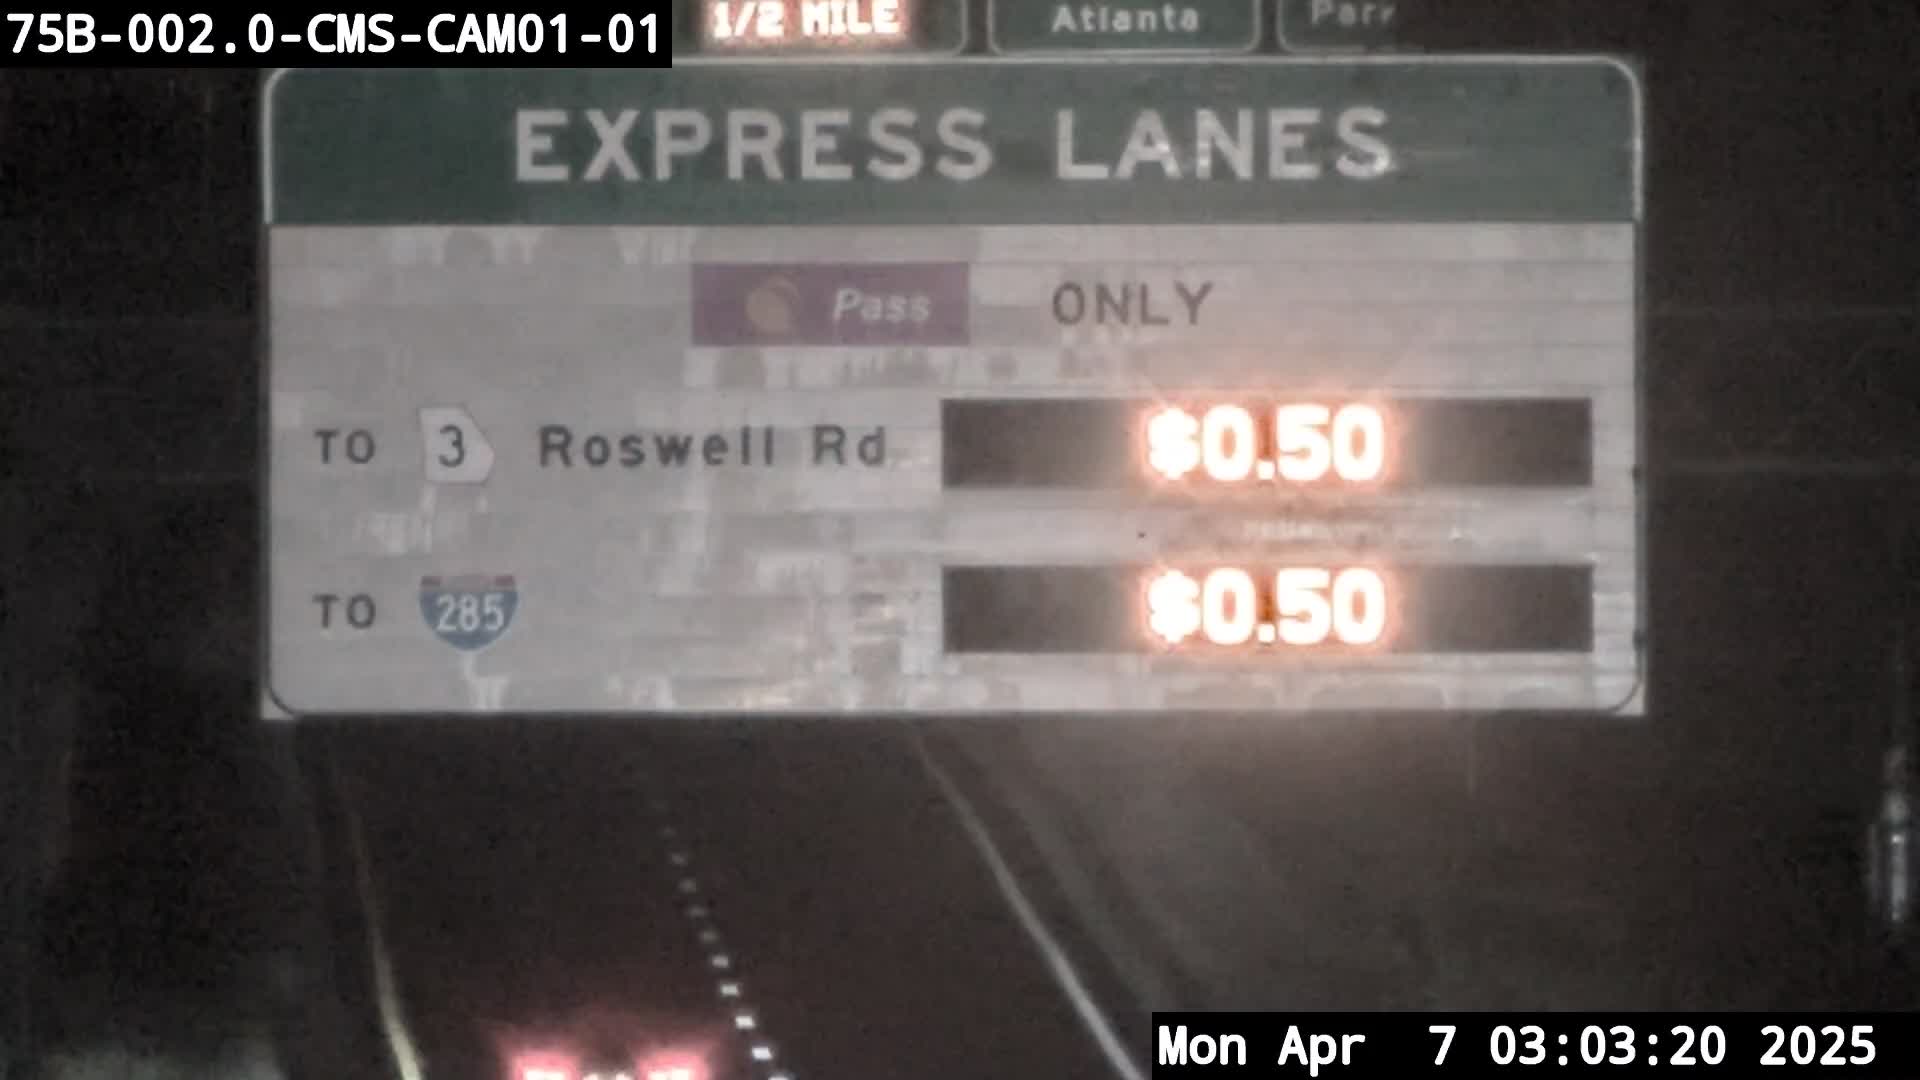 75B-002.0-CMS-CAM01-01
1/2 MILE
Atlanta
EXPRESS LANES
Pass ONLY
TO 3 Roswell Rd $0.50
TO 285 $0.50
Mon Apr 7 03:03:20 2025